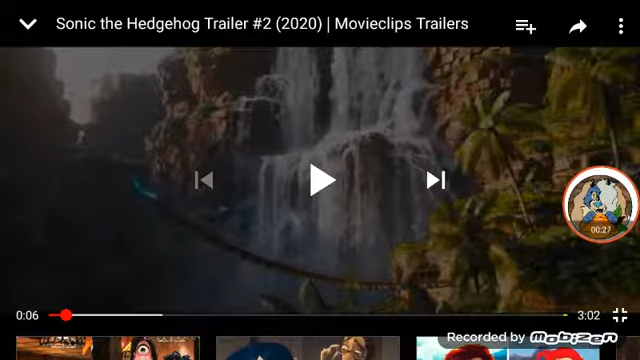 Sonic the Hedgehog Trailer #2 (2020) | Movieclips Trailers
00:27
0:06
3:02
Recorded by Mobizen